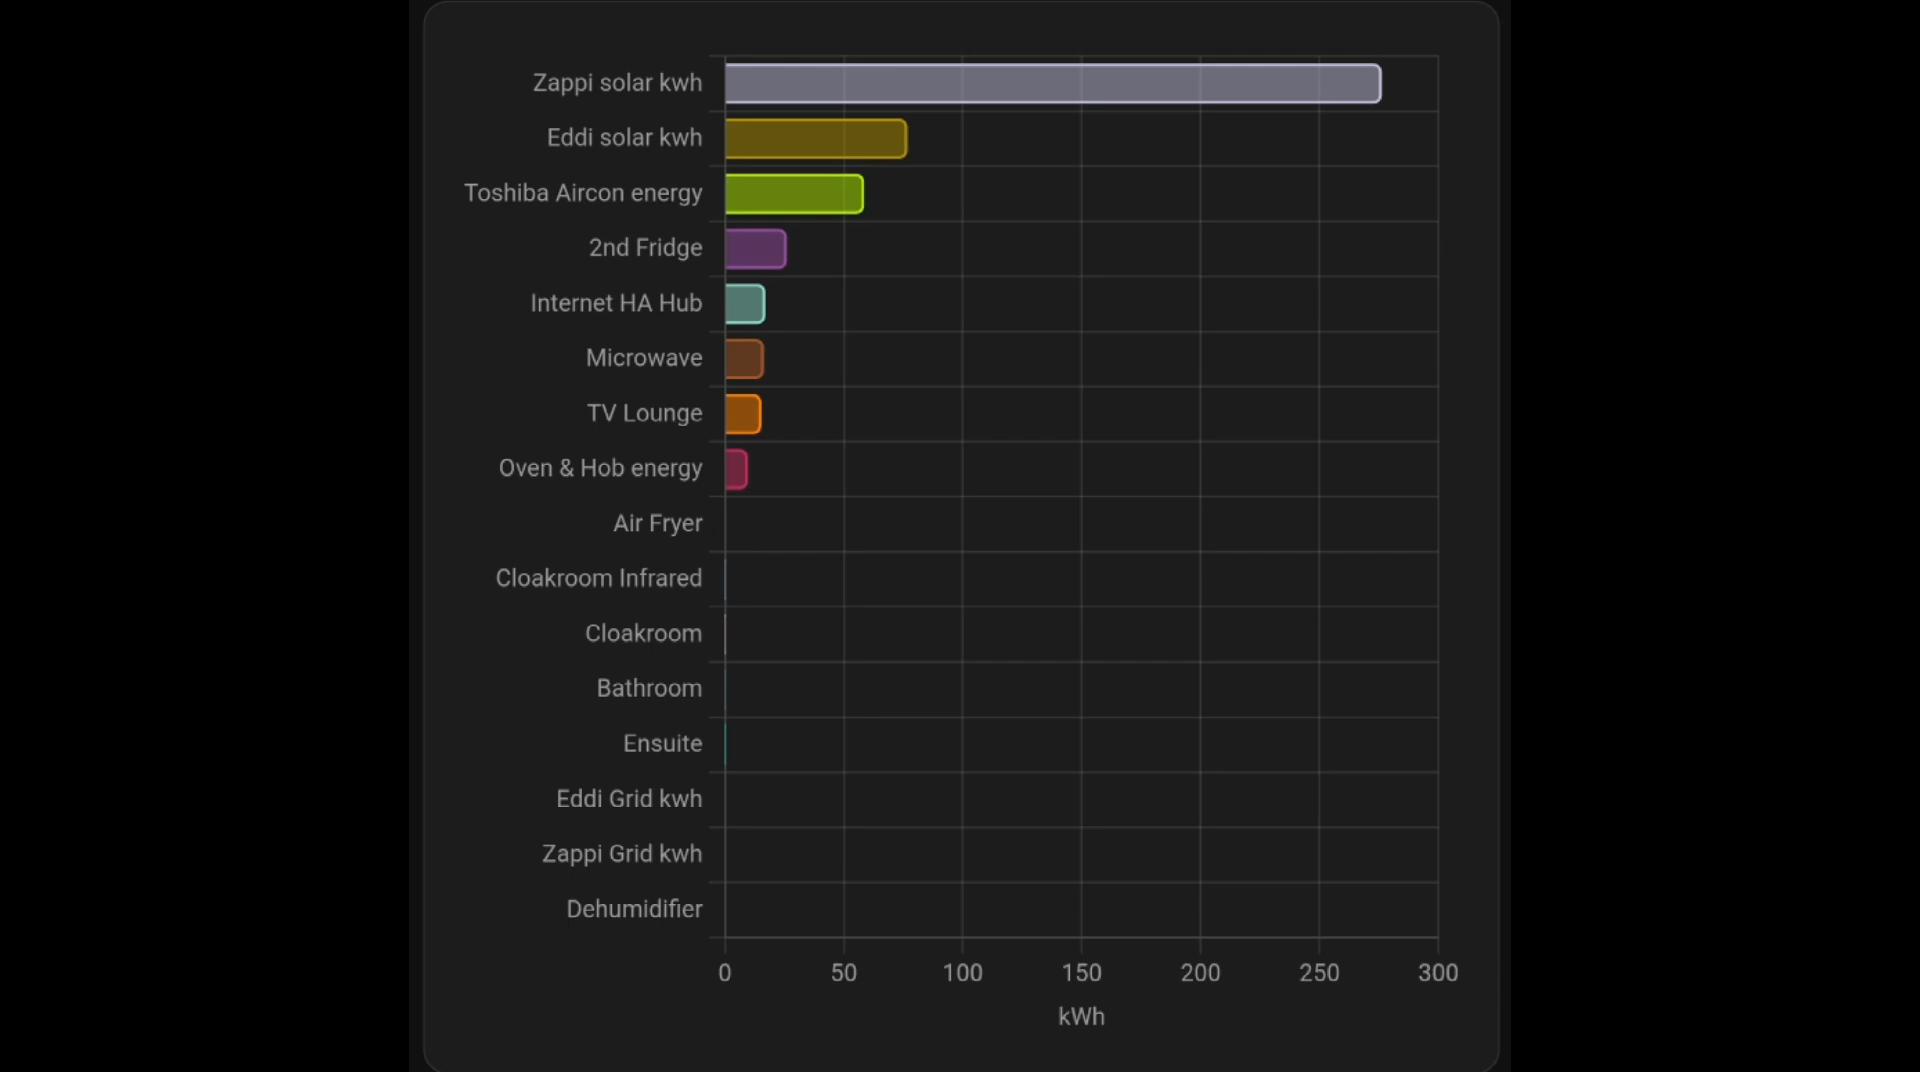 Zappi solar kwh
Eddi solar kwh
Toshiba Aircon energy
2nd Fridge
Internet HA Hub
Microwave
TV Lounge
Oven & Hob energy
Air Fryer
Cloakroom Infrared
Cloakroom
Bathroom
Ensuite
Eddi Grid kwh
Zappi Grid kwh
Dehumidifier
0 50 100 150 200 250 300
kWh